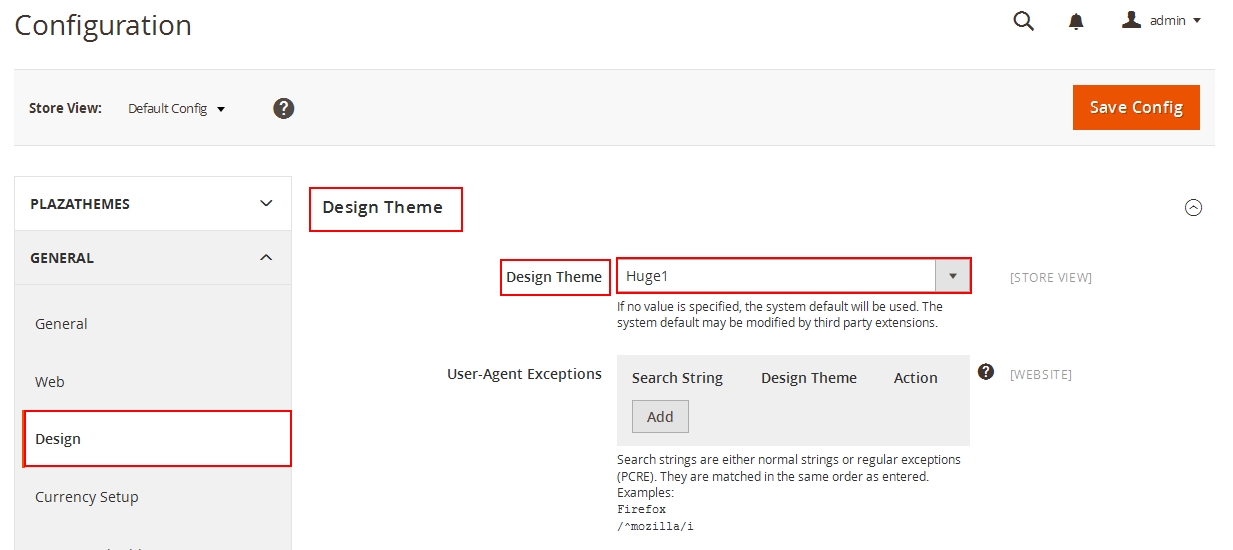 Configuration
admin
Store View: Default Config ?
Save Config
PLAZATHEMES
GENERAL
General
Web
Design
Currency Setup
Design Theme
Design Theme Huge1 [STORE VIEW]
If no value is specified, the system default will be used. The
system default may be modified by third party extensions.
User-Agent Exceptions Search String Design Theme Action ? [WEBSITE]
Add
Search strings are either normal strings or regular exceptions
(PCRE). They are matched in the same order as entered.
Examples:
Firefox
/^mozilla/i